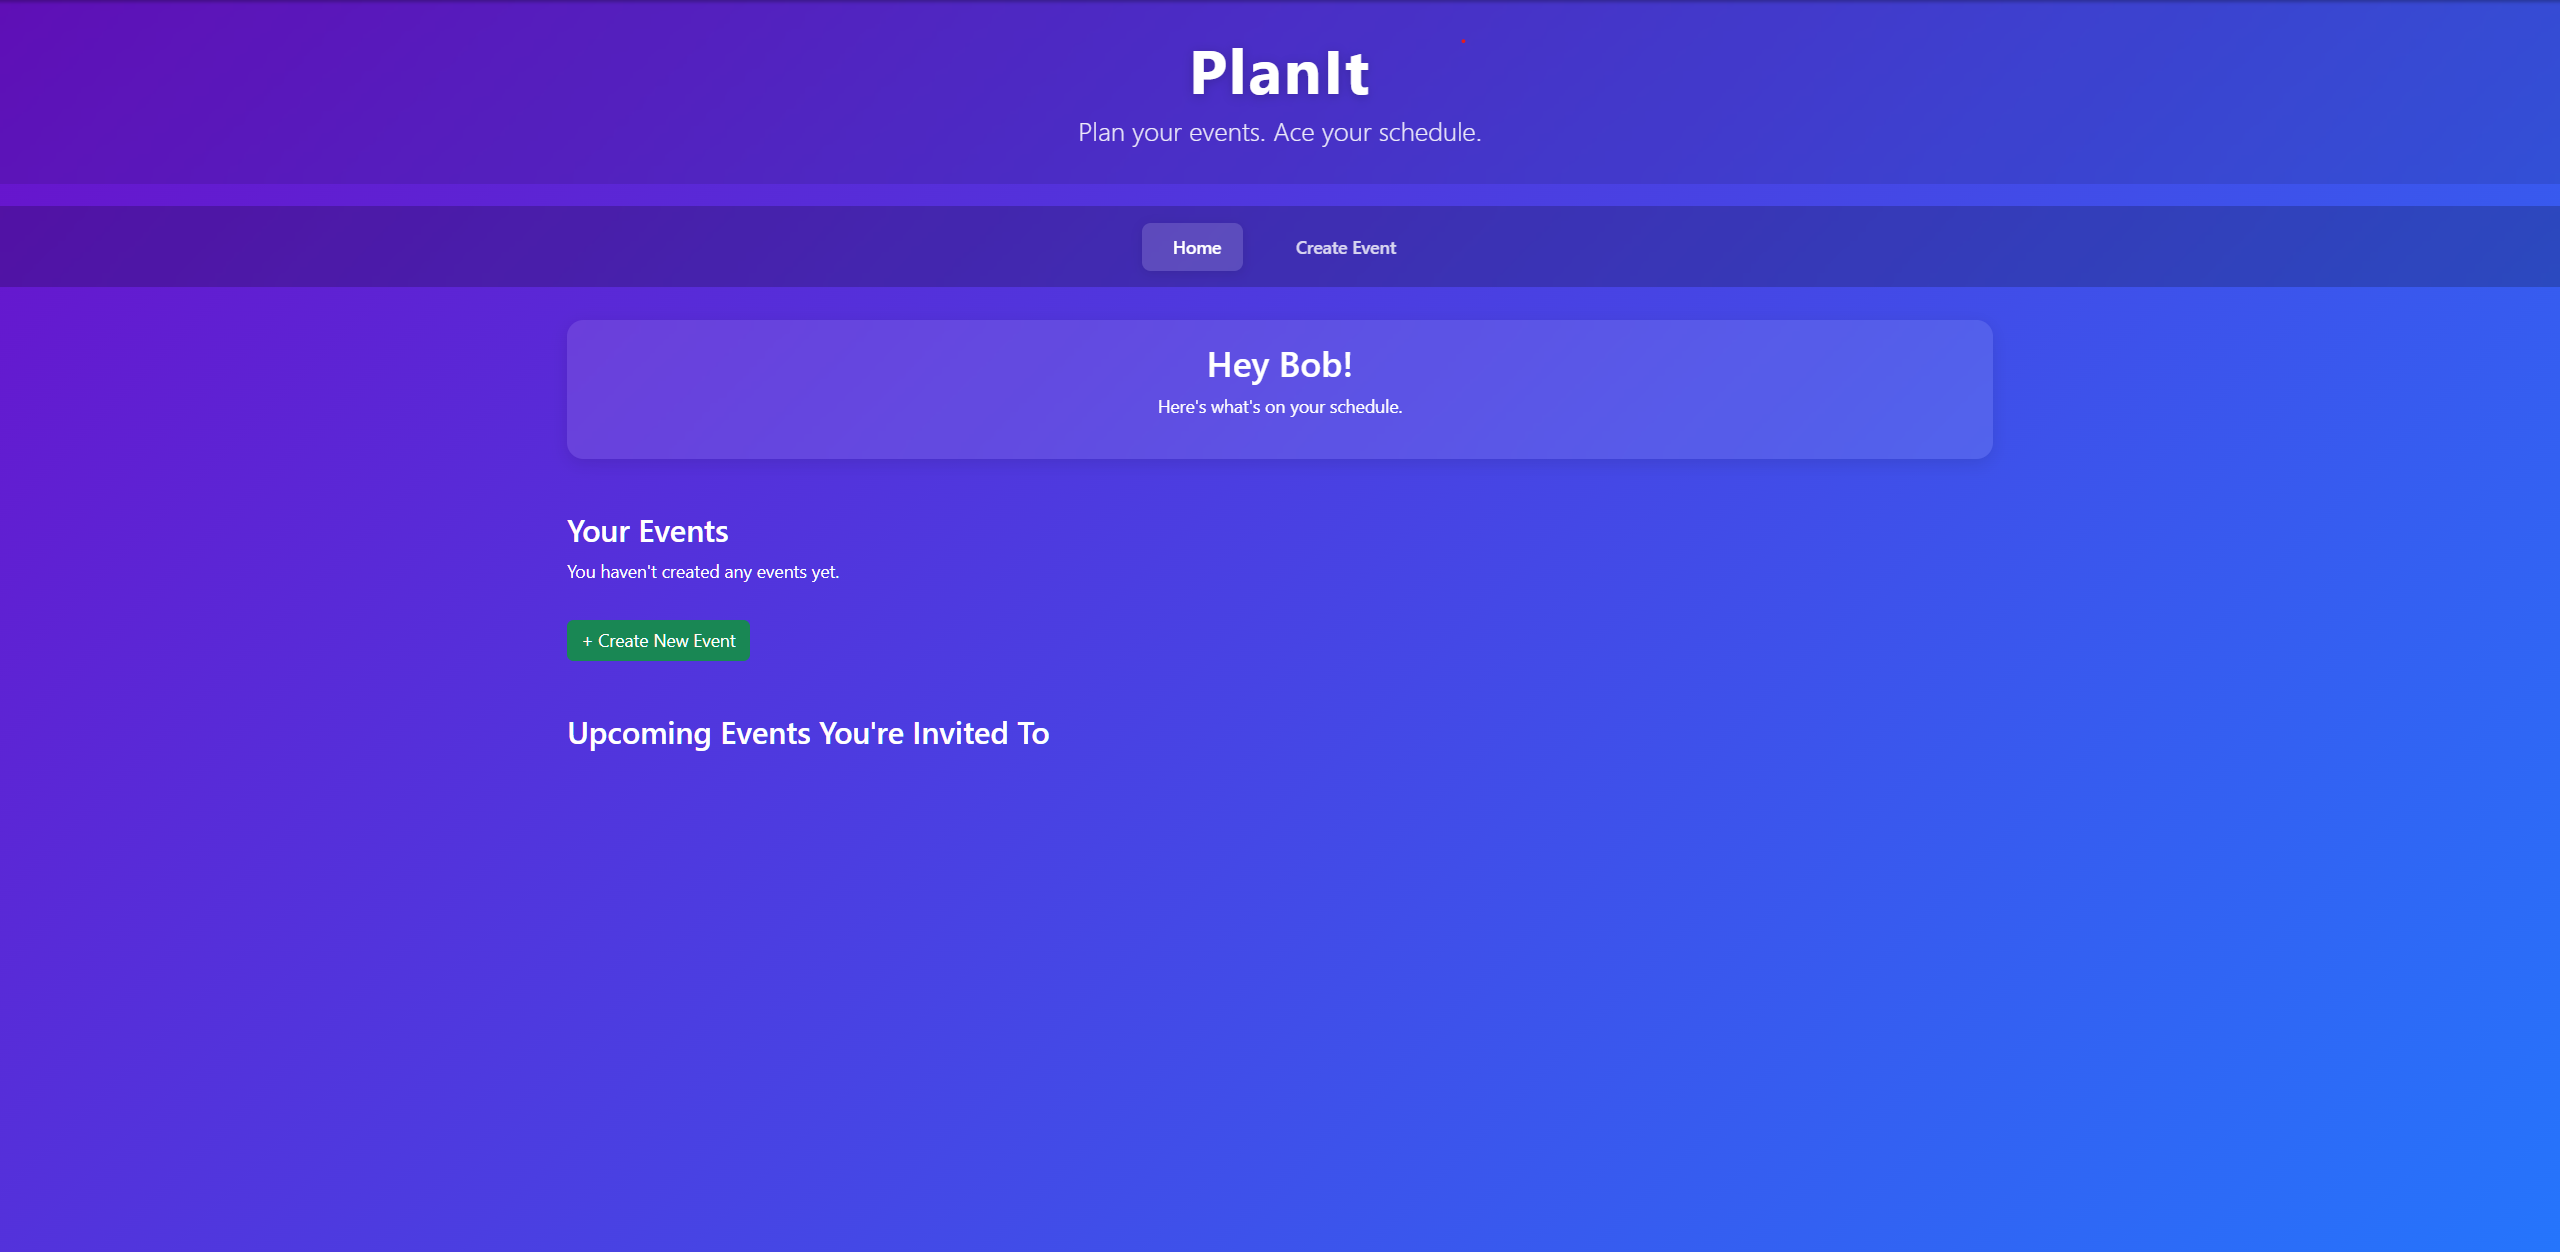 PlanIt
Plan your events. Ace your schedule.
Home
Create Event
Hey Bob!
Here's what's on your schedule.
Your Events
You haven't created any events yet.
+ Create New Event
Upcoming Events You're Invited To